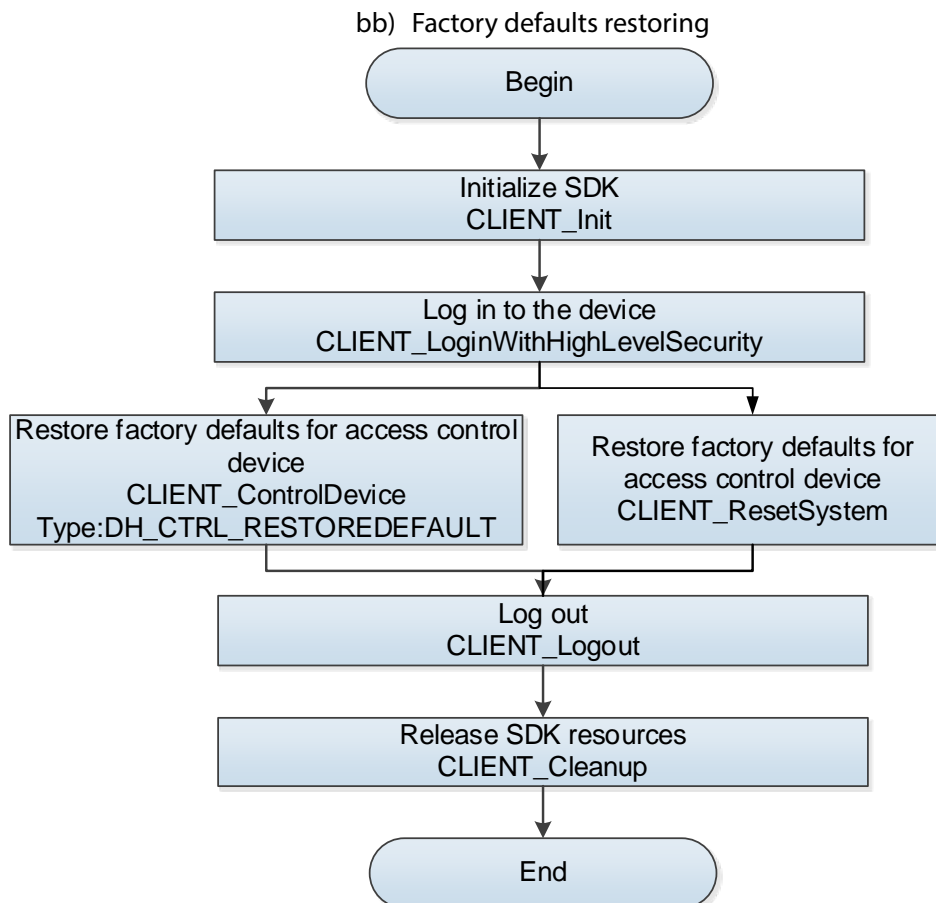 bb) Factory defaults restoring
Begin
Initialize SDK
CLIENT_Init
Log in to the device
CLIENT_LoginWithHighLevelSecurity
Restore factory defaults for access control
device
CLIENT_ControlDevice
Type:DH_CTRL_RESTOREDEFAULT
Restore factory defaults for
access control device
CLIENT_ResetSystem
Log out
CLIENT_Logout
Release SDK resources
CLIENT_Cleanup
End